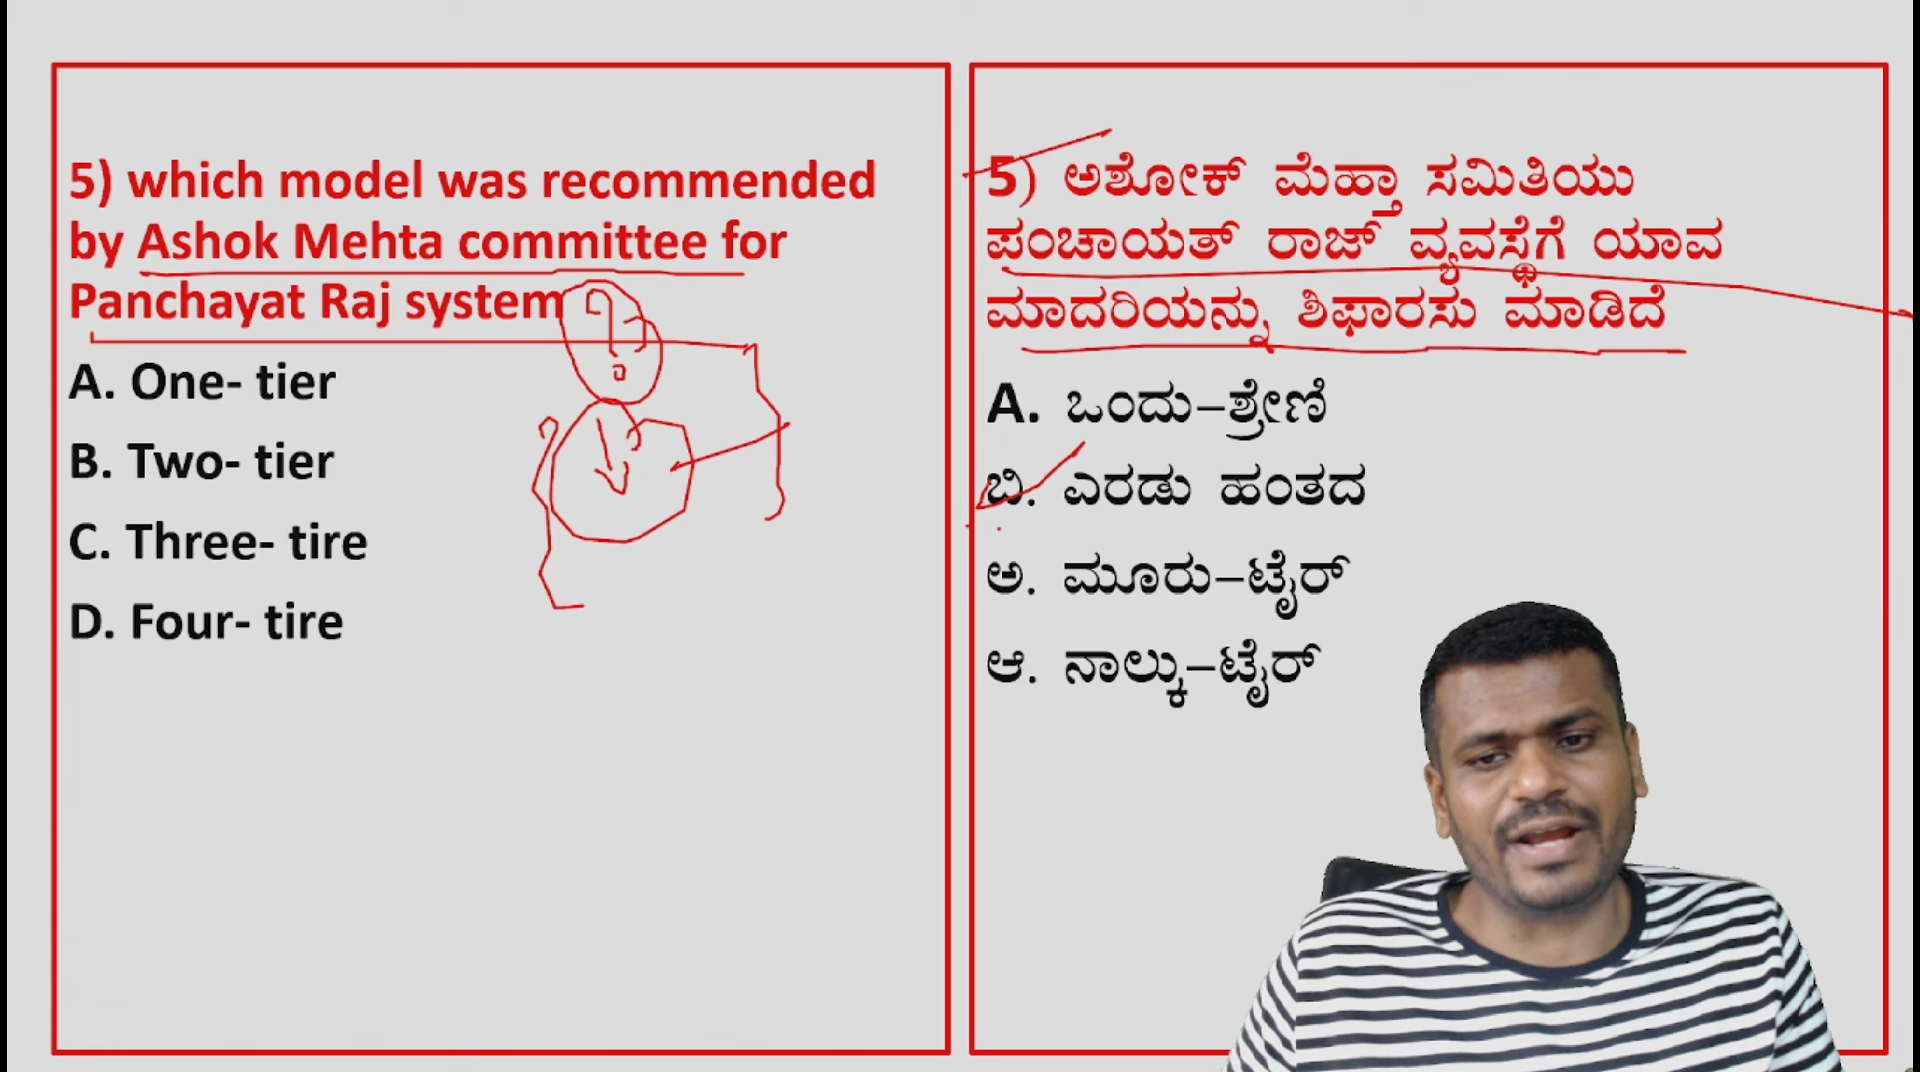 5) which model was recommended
by Ashok Mehta committee for
Panchayat Raj system
A. One- tier
B. Two- tier
C. Three- tire
D. Four- tire
5) ಅಶೋಕ್ ಮೆಹ್ತಾ ಸಮಿತಿಯು
ಪಂಚಾಯತ್ ರಾಜ್ ವ್ಯವಸ್ಥೆಗೆ ಯಾವ
ಮಾದರಿಯನ್ನು ಶಿಫಾರಸು ಮಾಡಿದೆ
A. ಒಂದು-ಶ್ರೇಣಿ
ಬಿ. ಎರಡು ಹಂತದ
ಅ. ಮೂರು-ಟೈರ್
ಆ. ನಾಲ್ಕು-ಟೈರ್